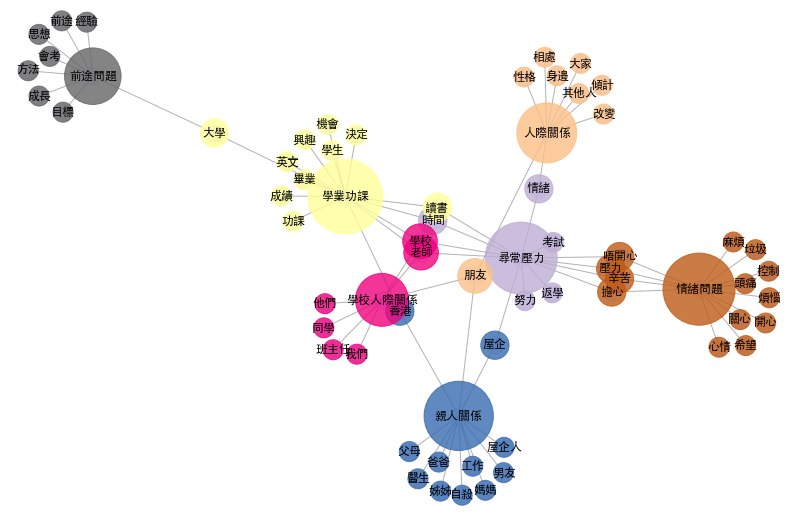 前途
經驗
思想
會考
方法
前途問題
成長
目標
大學
機會
決定
興趣
學生
英文
畢業
成績
學業功課
功課
相處
大家
性格
身邊
傾計
其他人
改變
人際關係
情緒
讀書
時間
學校
老師
考試
尋常壓力
朋友
返學
努力
唔開心
壓力
辛苦
擔心
麻煩
垃圾
控制
頭痛
煩惱
情緒問題
關心
開心
心情
希望
學校人際關係
香港
他們
同學
班主任
我們
屋企
親人關係
父母
爸爸
醫生
姊姊
自殺
工作
媽媽
男友
屋企人